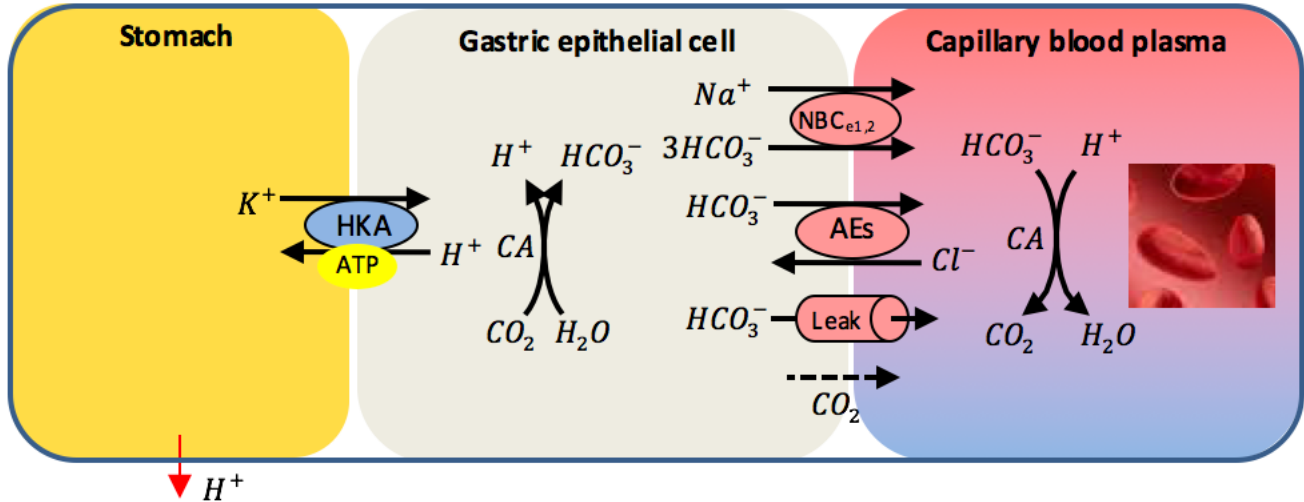 Stomach
Gastric epithelial cell
Capillary blood plasma
Na⁺
NBCe1,2
3HCO₃⁻
H⁺ HCO₃⁻
HCO₃⁻ H⁺
K⁺
HKA
ATP
H⁺
CA
HCO₃⁻
AEs
Cl⁻
CA
HCO₃⁻
Leak
CO₂ H₂O
CO₂ H₂O
CO₂
H⁺